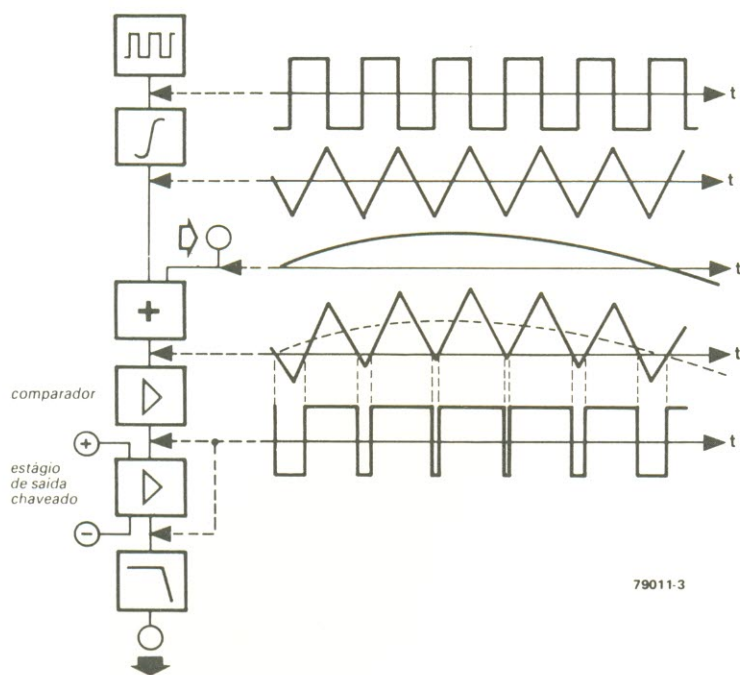 t
t
t
+
t
comparador
+
t
estágio
de saída
chaveado
−
79011-3